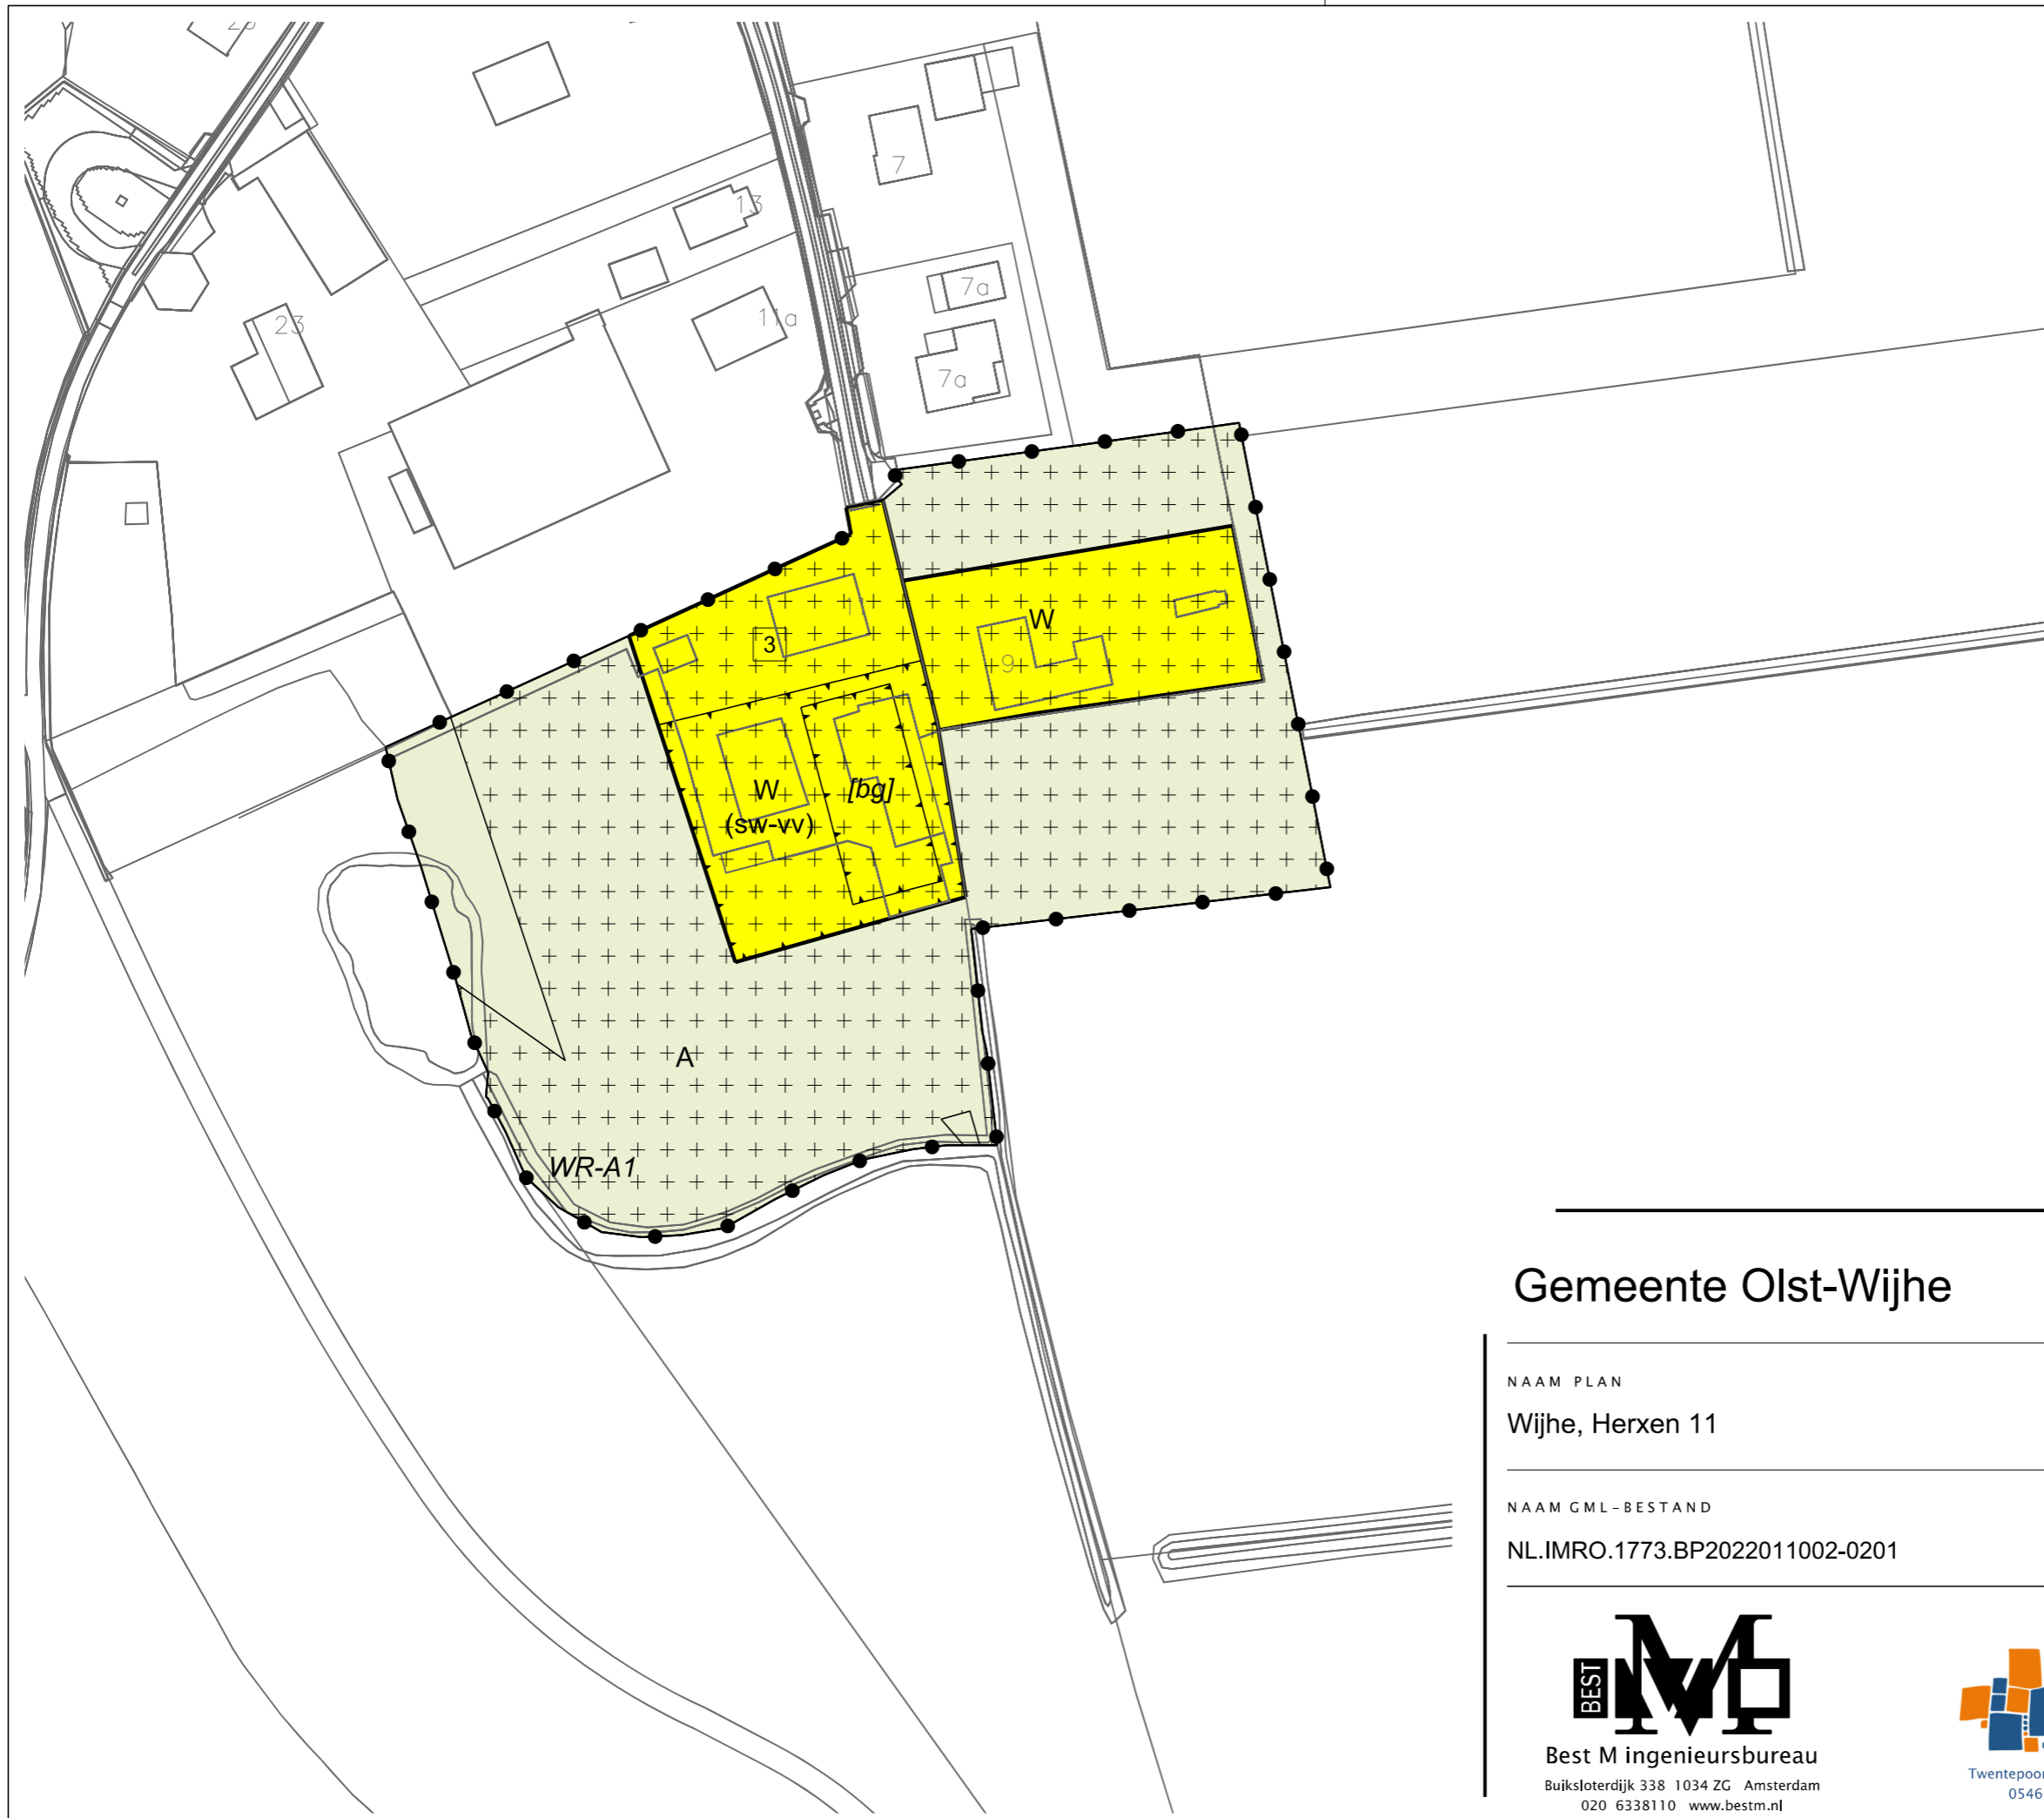 7
13
7a
11a
23
7a
W
3
9
W
[bg]
(sw-vv)
A
WR-A1
Gemeente Olst-Wijhe
NAAM PLAN
Wijhe, Herxen 11
NAAM GML-BESTAND
NL.IMRO.1773.BP2022011002-0201
BEST
M
Best M ingenieursbureau
Buiksloterdijk 338 1034 ZG Amsterdam
020 6338110 www.bestm.nl
0546